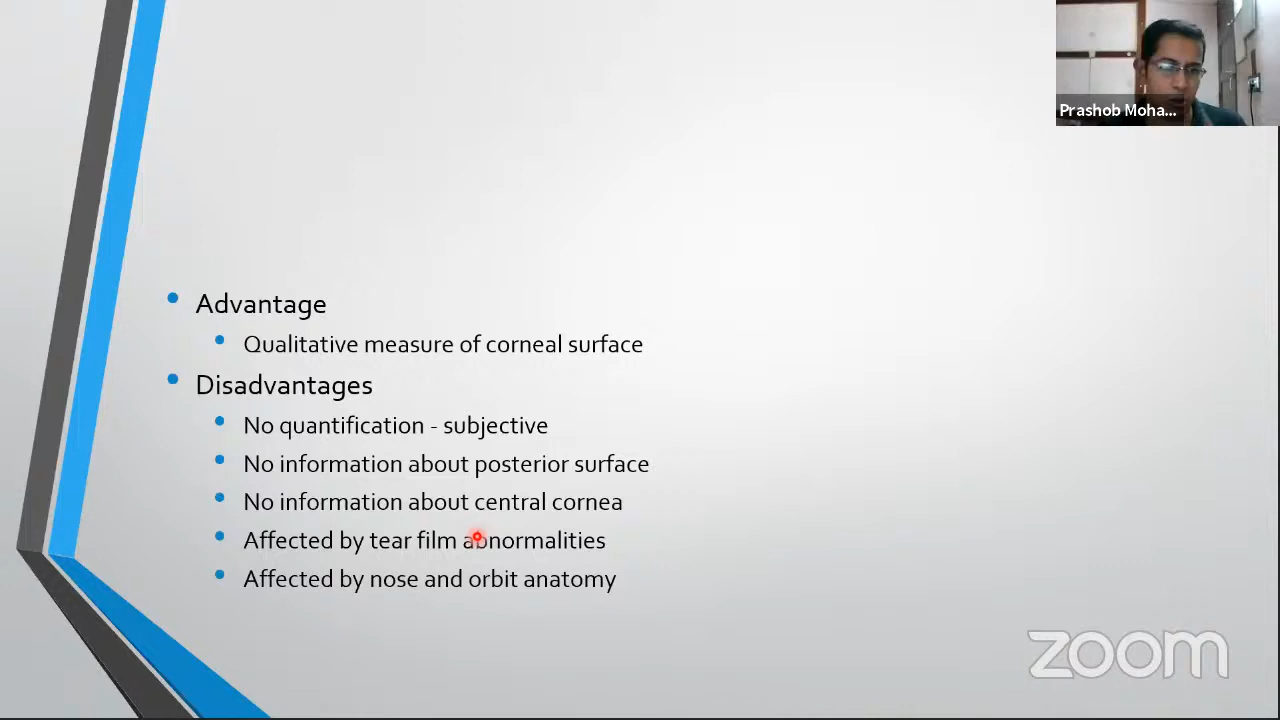 Prashob Moha...
Advantage
Qualitative measure of corneal surface
Disadvantages
No quantification - subjective
No information about posterior surface
No information about central cornea
Affected by tear film abnormalities
Affected by nose and orbit anatomy
zoom